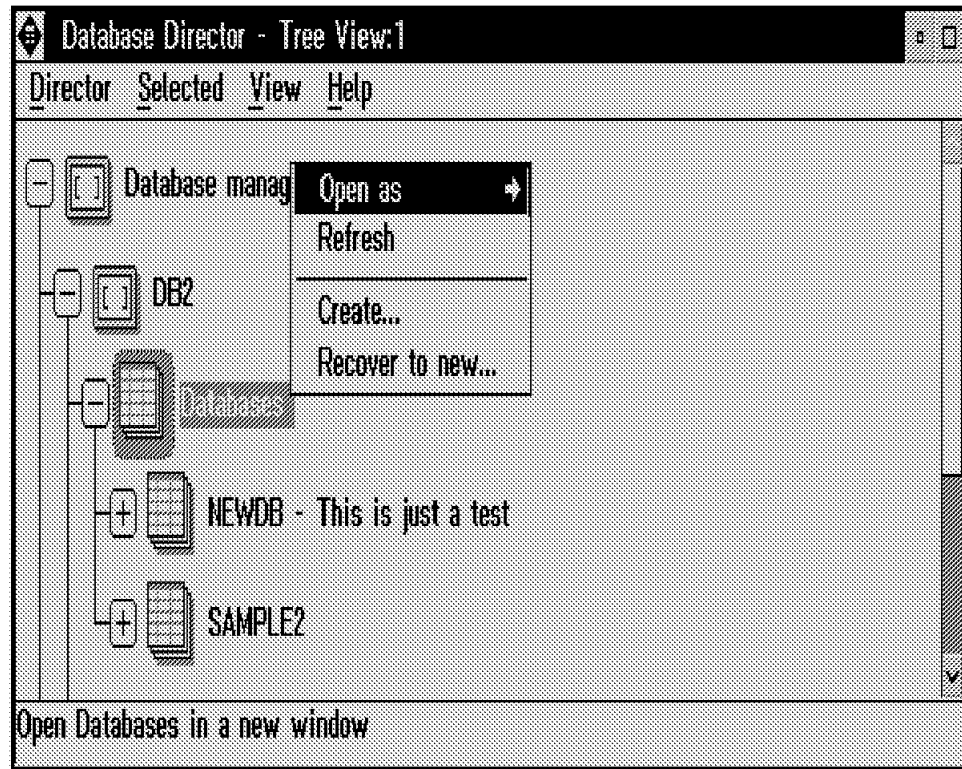 Database Director - Tree View:1
Director Selected View Help
Database manag
Open as
Refresh
DB2
Create...
Recover to new...
Databases
NEWDB - This is just a test
SAMPLE2
Open Databases in a new window